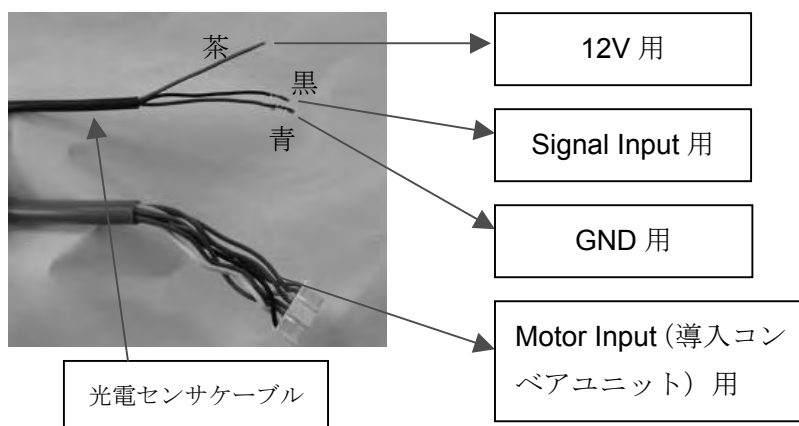 茶
黒
青
12V 用
Signal Input 用
GND 用
Motor Input（導入コン
ベアユニット）用
光電センサケーブル